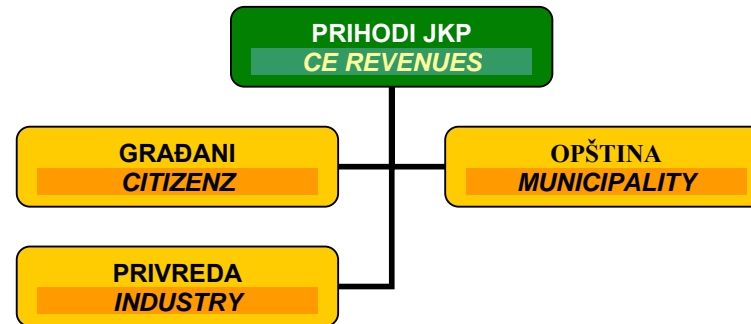 PRIHODI JKP
CE REVENUES
GRAĐANI
CITIZENZ
OPŠTINA
MUNICIPALITY
PRIVREDA
INDUSTRY